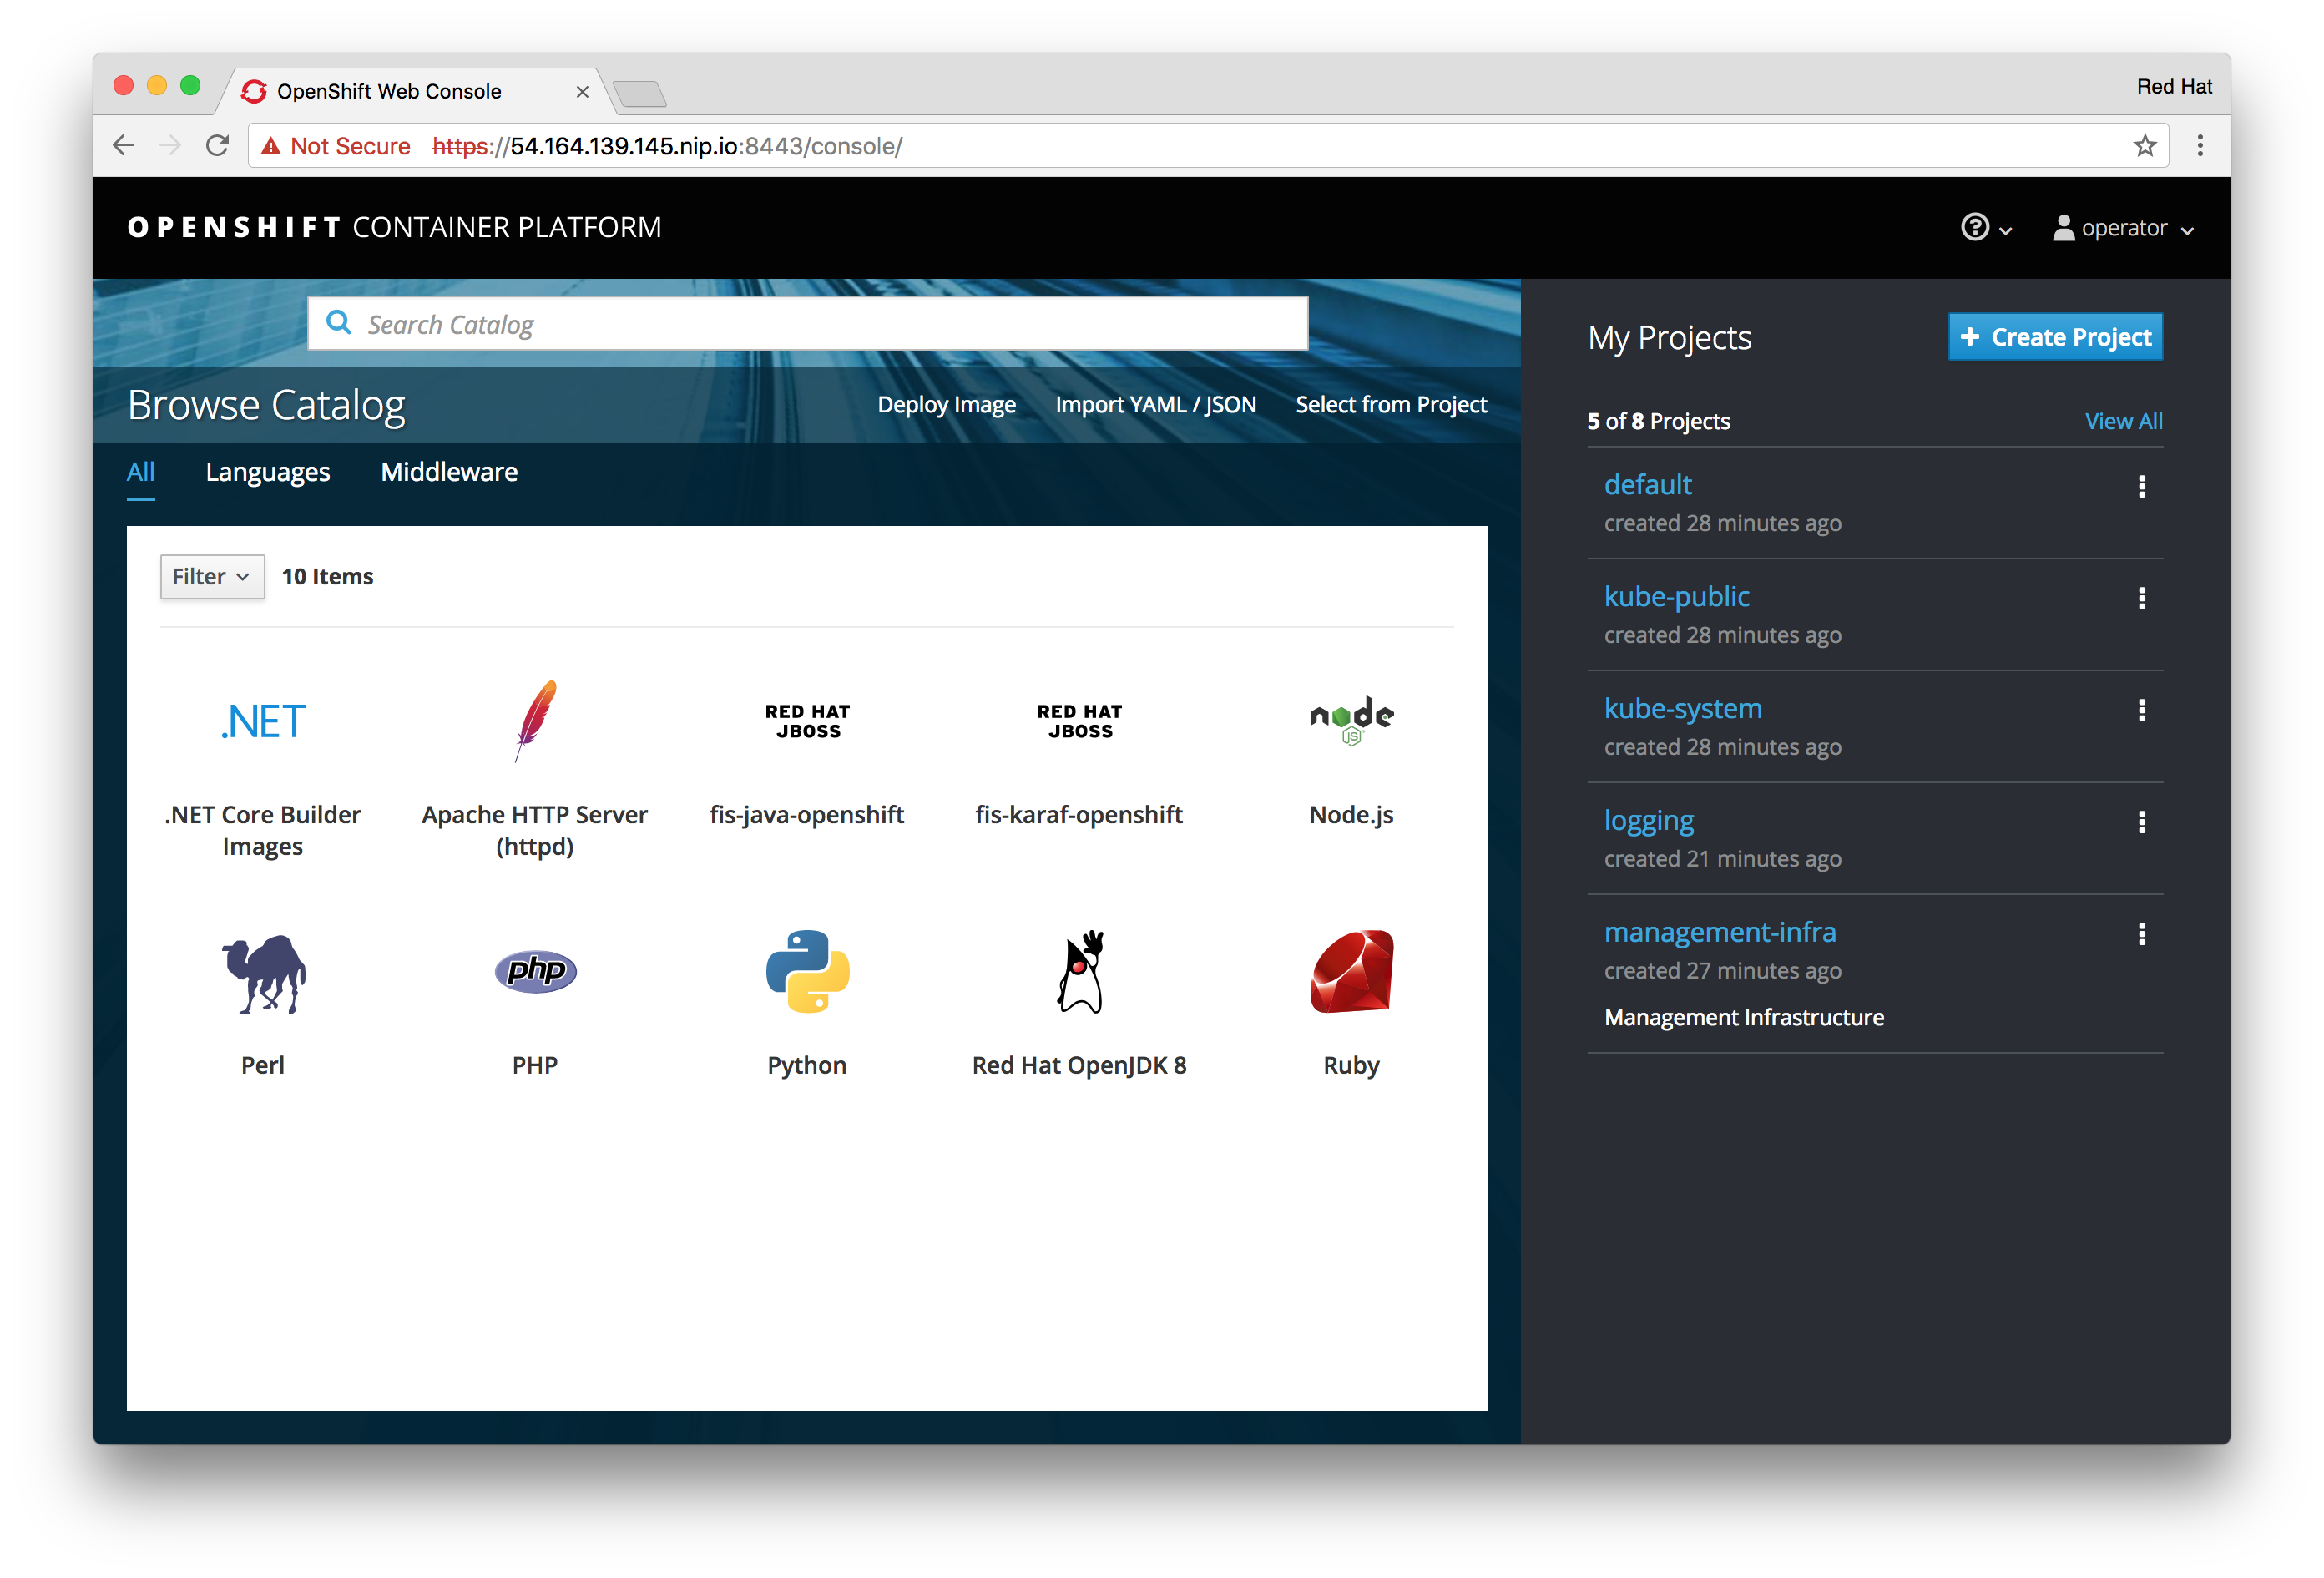 OpenShift Web Console
Red Hat
Not Secure https://54.164.139.145.nip.io:8443/console/
OPENSHIFT CONTAINER PLATFORM
operator
Search Catalog
Browse Catalog
Deploy Image Import YAML / JSON Select from Project
All Languages Middleware
Filter 10 Items
.NET
RED HAT
JBOSS
RED HAT
JBOSS
node
JS
.NET Core Builder
Images
Apache HTTP Server
(httpd)
fis-java-openshift
fis-karaf-openshift
Node.js
php
Perl
PHP
Python
Red Hat OpenJDK 8
Ruby
My Projects
Create Project
5 of 8 Projects
View All
default
created 28 minutes ago
kube-public
created 28 minutes ago
kube-system
created 28 minutes ago
logging
created 21 minutes ago
management-infra
created 27 minutes ago
Management Infrastructure